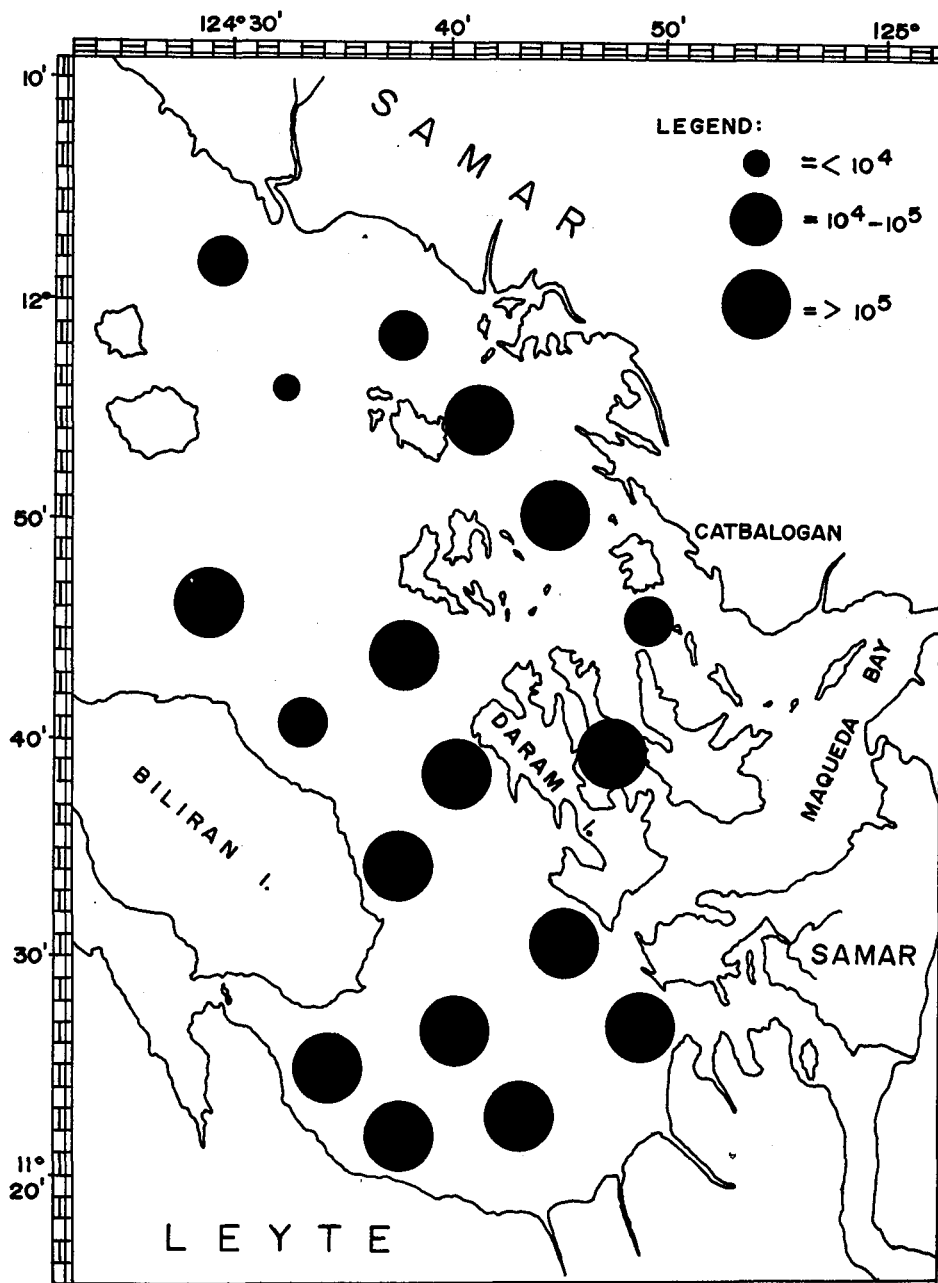 124° 30' 40' 50' 125°
10'
SAMAR
LEGEND:
=< 10⁴
= 10⁴-10⁵
=> 10⁵
12°
50'
CATBALOGAN
MAQUEDA BAY
40'
DARAM I.
BILIRAN I.
30'
SAMAR
11°
20'
LEYTE